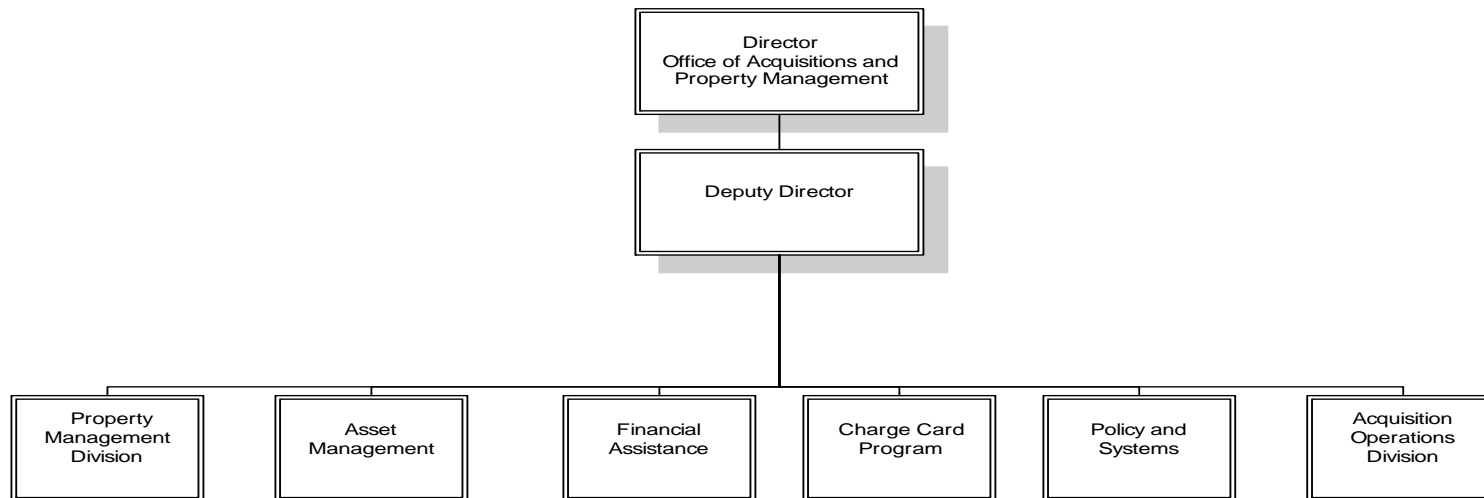 Director
Office of Acquisitions and
Property Management
Deputy Director
Property
Management
Division
Asset
Management
Financial
Assistance
Charge Card
Program
Policy and
Systems
Acquisition
Operations
Division